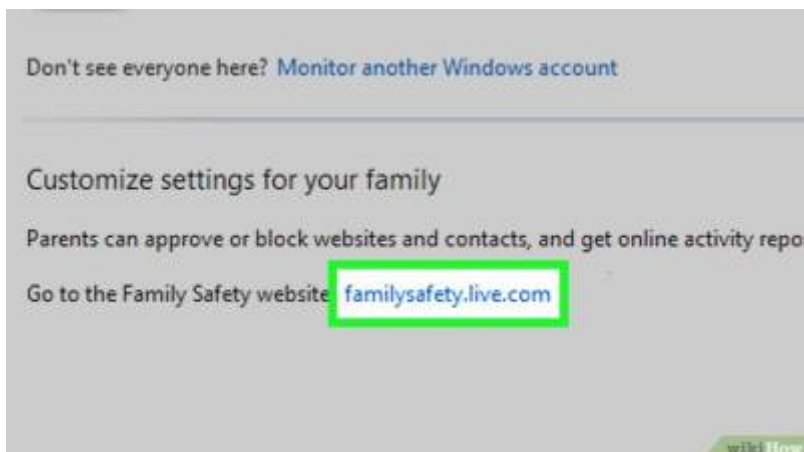 Don't see everyone here? Monitor another Windows account
Customize settings for your family
Parents can approve or block websites and contacts, and get online activity repo
Go to the Family Safety website familysafety.live.com
wikiHow